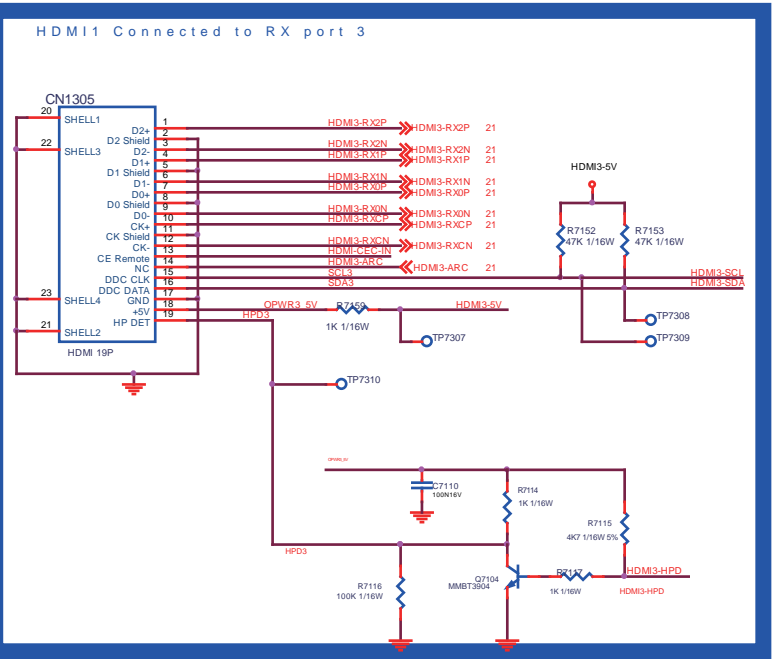 HDMI1 Connected to RX port 3
CN1305
20 SHELL1
22 SHELL3
23 SHELL4
21 SHELL2
D2+ 1 HDMI3-RX2P HDMI3-RX2P 21
D2 Shield 2
D2- 3 HDMI3-RX2N HDMI3-RX2N 21
D1+ 4 HDMI3-RX1P HDMI3-RX1P 21
D1 Shield 5
D1- 6 HDMI3-RX1N HDMI3-RX1N 21
D0+ 7 HDMI3-RX0P HDMI3-RX0P 21
D0 Shield 8
D0- 9 HDMI3-RX0N HDMI3-RX0N 21
CK+ 10 HDMI3-RXCP HDMI3-RXCP 21
CK Shield 11
CK- 12 HDMI3-RXCN HDMI3-RXCN 21
CE Remote 13 HDMI-CEC-IN
NC 14 HDMI3-ARC HDMI3-ARC 21
DDC CLK 15 SCL3 HDMI3-SCL
DDC DATA 16 SDA3 HDMI3-SDA
GND 17
+5V 18 OPWR3_5V R7159 HDMI3-5V
HP DET 19 HPD3
1K 1/16W
HDMI 19P
HDMI3-5V
R7152
47K 1/16W
R7153
47K 1/16W
TP7308
TP7309
TP7307
TP7310
OPWR3_5V
C7110
100N16V
R7114
1K 1/16W
R7115
4K7 1/16W 5%
HPD3
R7116
100K 1/16W
Q7104
MMBT3904
R7117
1K 1/16W
HDMI3-HPD
HDMI3-HPD